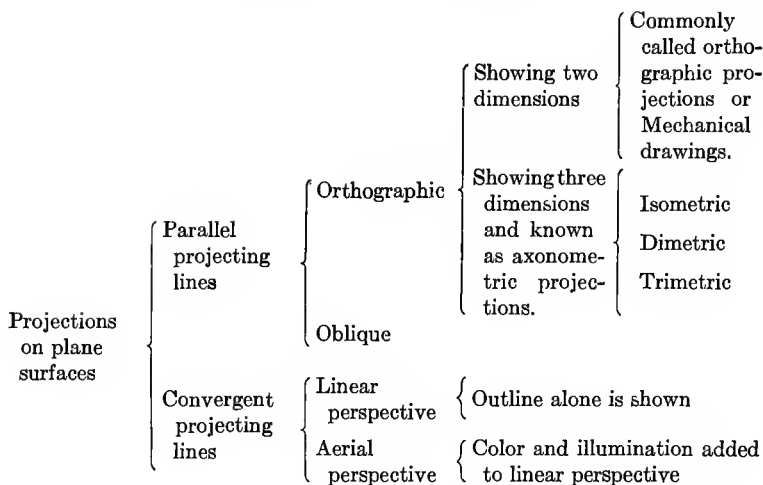 Projections
on plane
surfaces
Parallel
projecting
lines
Orthographic
Showing two
dimensions
Commonly
called ortho-
graphic pro-
jections or
Mechanical
drawings.
Showing three
dimensions
and known
as axonome-
tric projec-
tions.
Isometric
Dimetric
Trimetric
Oblique
Convergent
projecting
lines
Linear
perspective
Outline alone is shown
Aerial
perspective
Color and illumination added
to linear perspective